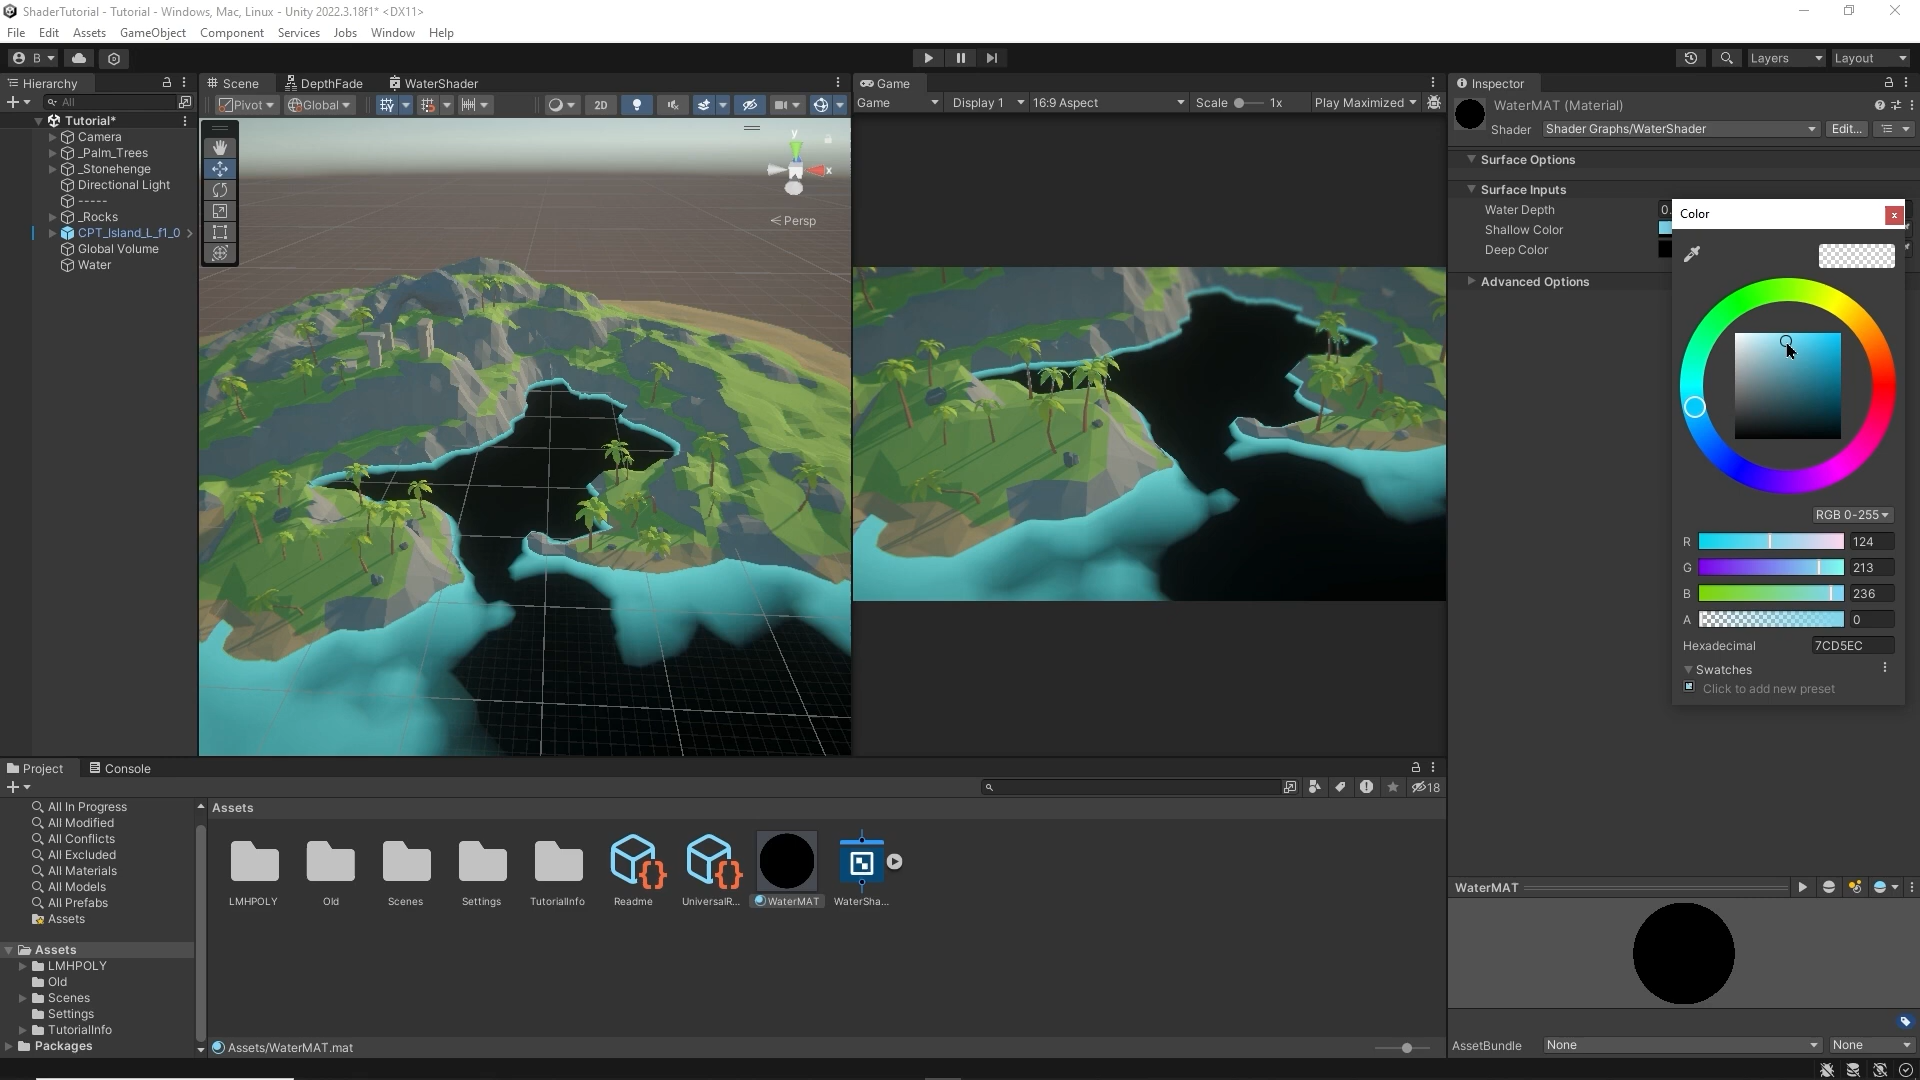 ShaderTutorial - Tutorial - Windows, Mac, Linux - Unity 2022.3.18f1* <DX11>
File Edit Assets GameObject Component Services Jobs Window Help
B Layers Layout
Hierarchy
All
Tutorial*
Camera
_Palm_Trees
_Stonehenge
Directional Light
-----
_Rocks
CPT_Island_L_f1_0
Global Volume
Water
Scene DepthFade WaterShader
Pivot Global 2D
y
x
Persp
Game
Game Display 1 16:9 Aspect Scale 1x Play Maximized
Inspector
WaterMAT (Material)
Shader Shader Graphs/WaterShader Edit...
Surface Options
Surface Inputs
Water Depth 0.
Shallow Color
Deep Color
Advanced Options
Color
RGB 0-255
R 124
G 213
B 236
A 0
Hexadecimal 7CD5EC
Swatches
Click to add new preset
Project Console
18
All In Progress
All Modified
All Conflicts
All Excluded
All Materials
All Models
All Prefabs
Assets
Assets
LMHPOLY
Old
Scenes
Settings
TutorialInfo
Packages
Assets
LMHPOLY Old Scenes Settings TutorialInfo Readme UniversalR... WaterMAT WaterSha...
Assets/WaterMAT.mat
WaterMAT
AssetBundle None None